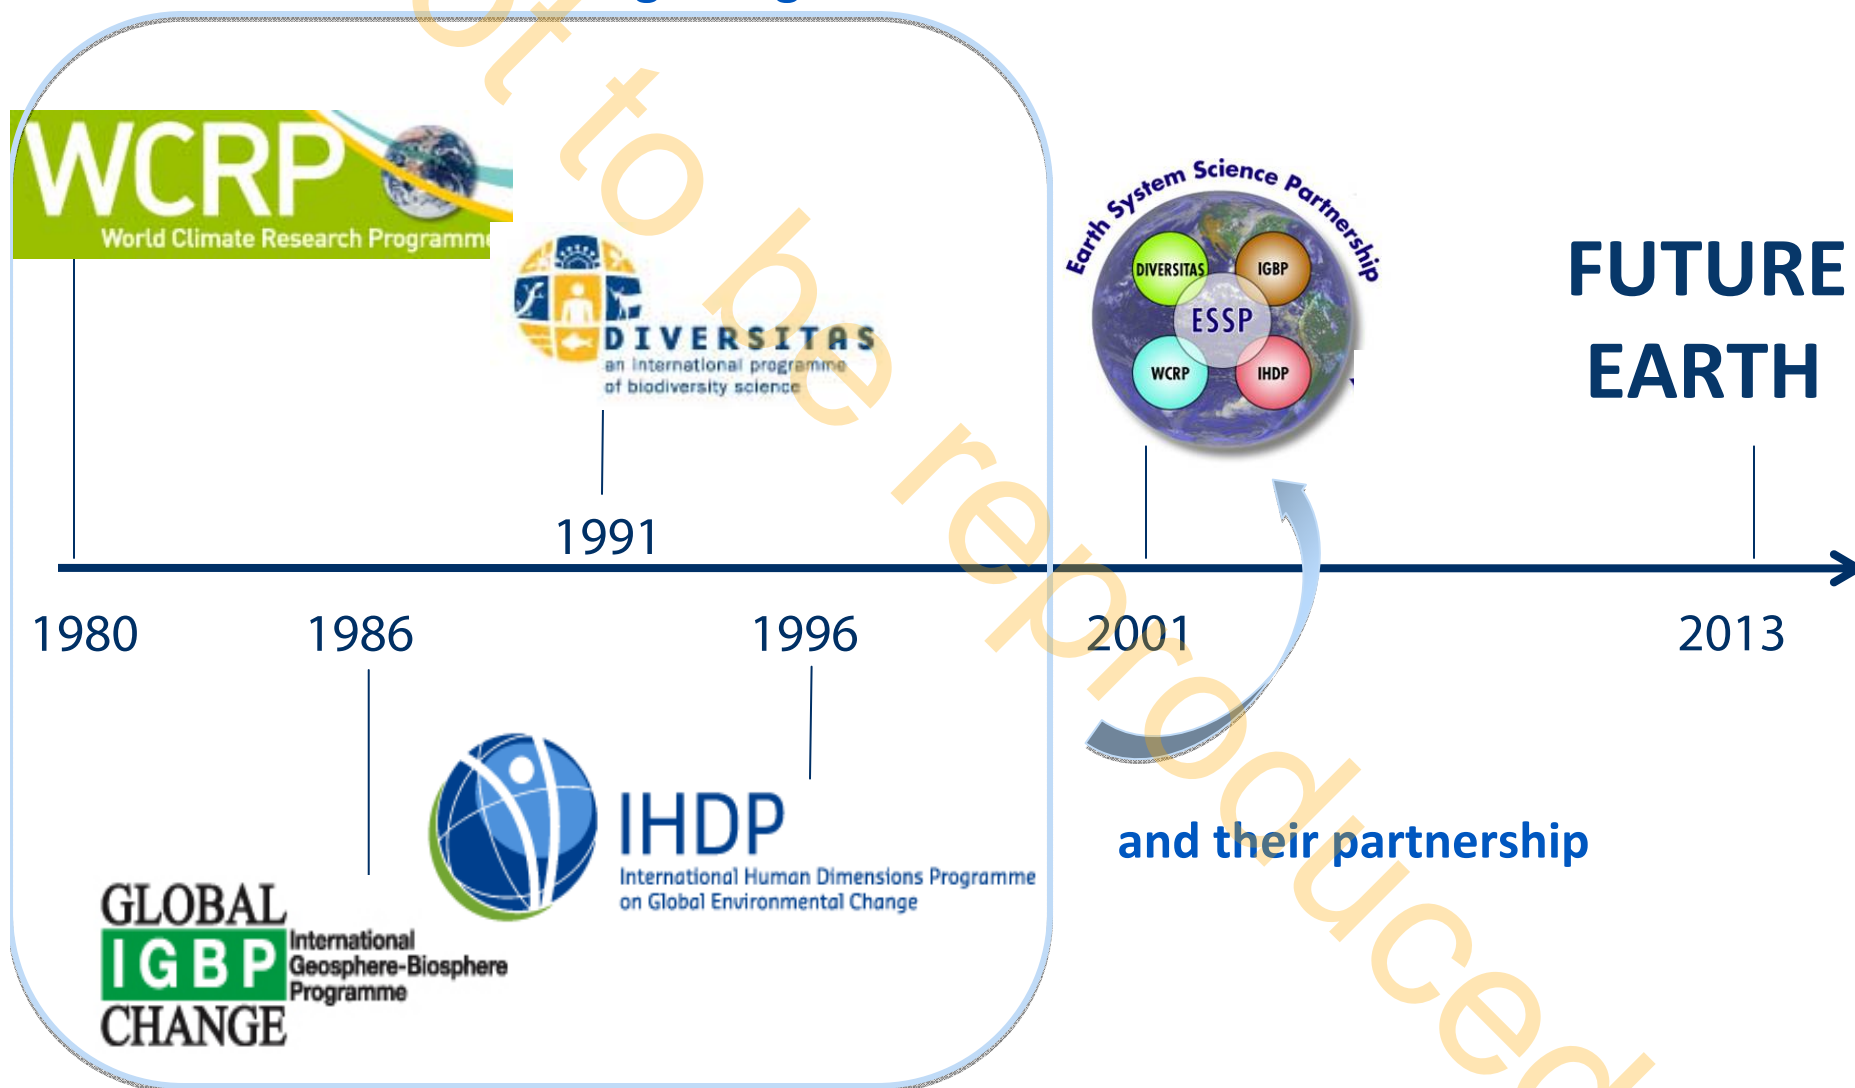 WCRP
World Climate Research Programme
DIVERSITAS
an international programme
of biodiversity science
Earth System Science Partnership
DIVERSITAS
IGBP
ESSP
WCRP
IHDP
FUTURE
EARTH
1991
1980
1986
1996
2001
2013
IHDP
International Human Dimensions Programme
on Global Environmental Change
and their partnership
GLOBAL
IGBP
CHANGE
International
Geosphere-Biosphere
Programme
to be reproduced